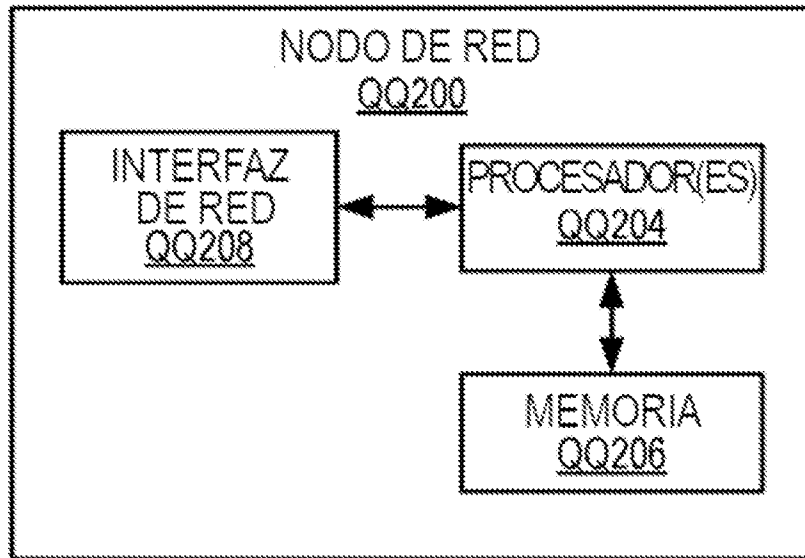 NODO DE RED
QQ200
INTERFAZ
DE RED
QQ208
PROCESADOR(ES)
QQ204
MEMORIA
QQ206